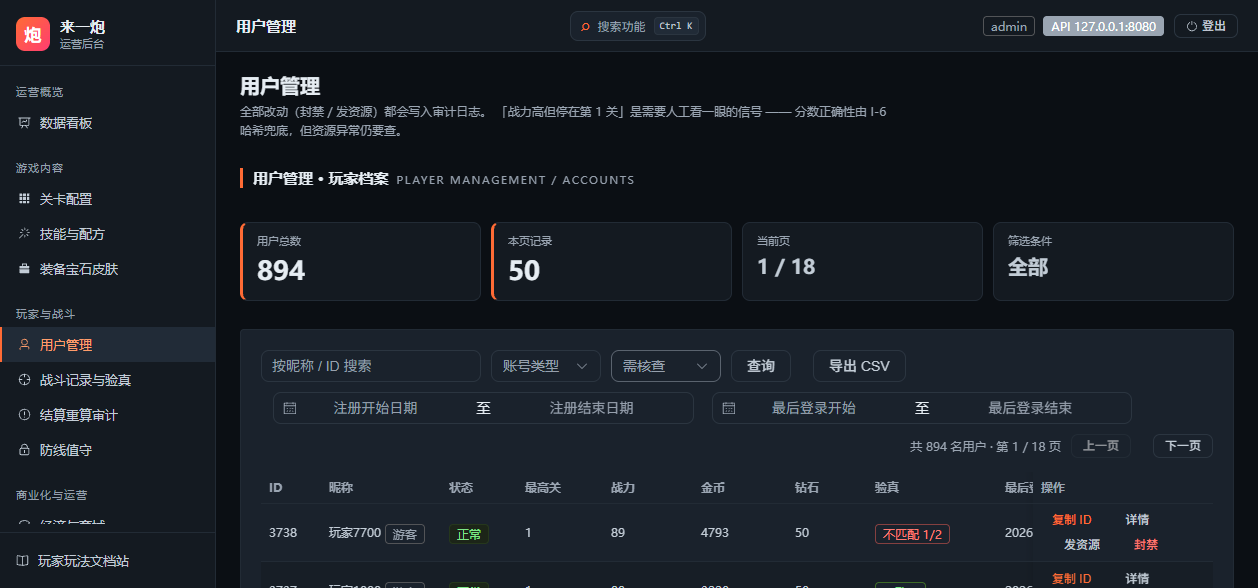 炮
来一炮
运营后台
用户管理
搜索功能 Ctrl K
admin
API 127.0.0.1:8080
登出
运营概览
数据看板
游戏内容
关卡配置
技能与配方
装备宝石皮肤
玩家与战斗
用户管理
战斗记录与验真
结算重算审计
防线值守
商业化与运营
玩家玩法文档站
用户管理
全部改动（封禁 / 发资源）都会写入审计日志。「战力高但停在第 1 关」是需要人工看一眼的信号 —— 分数正确性由 I-6
哈希兜底，但资源异常仍要查。
用户管理 • 玩家档案 PLAYER MANAGEMENT / ACCOUNTS
用户总数
894
本页记录
50
当前页
1 / 18
筛选条件
全部
按昵称 / ID 搜索 账号类型 需核查 查询 导出 CSV
注册开始日期 至 注册结束日期 最后登录开始 至 最后登录结束
共 894 名用户 · 第 1 / 18 页 上一页 下一页
ID 昵称 状态 最高关 战力 金币 钻石 验真 最后 操作
3738 玩家7700 游客 正常 1 89 4793 50 不匹配 1/2 2026 复制 ID 详情
发资源 封禁
复制 ID 详情